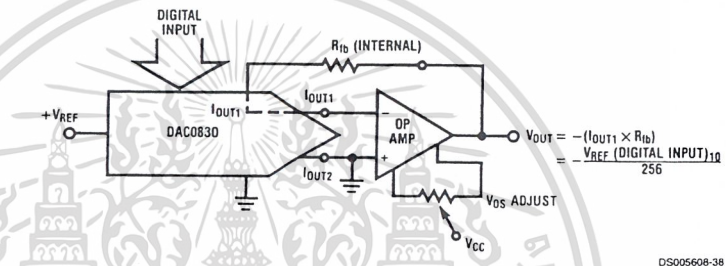 DIGITAL
INPUT
Rfb (INTERNAL)
+VREF
DAC0830
IOUT1
IOUT1
IOUT2
−
+
OP
AMP
VOUT = −(IOUT1 × Rfb)
= − VREF (DIGITAL INPUT)10
256
VOS ADJUST
VCC
DS005608-38